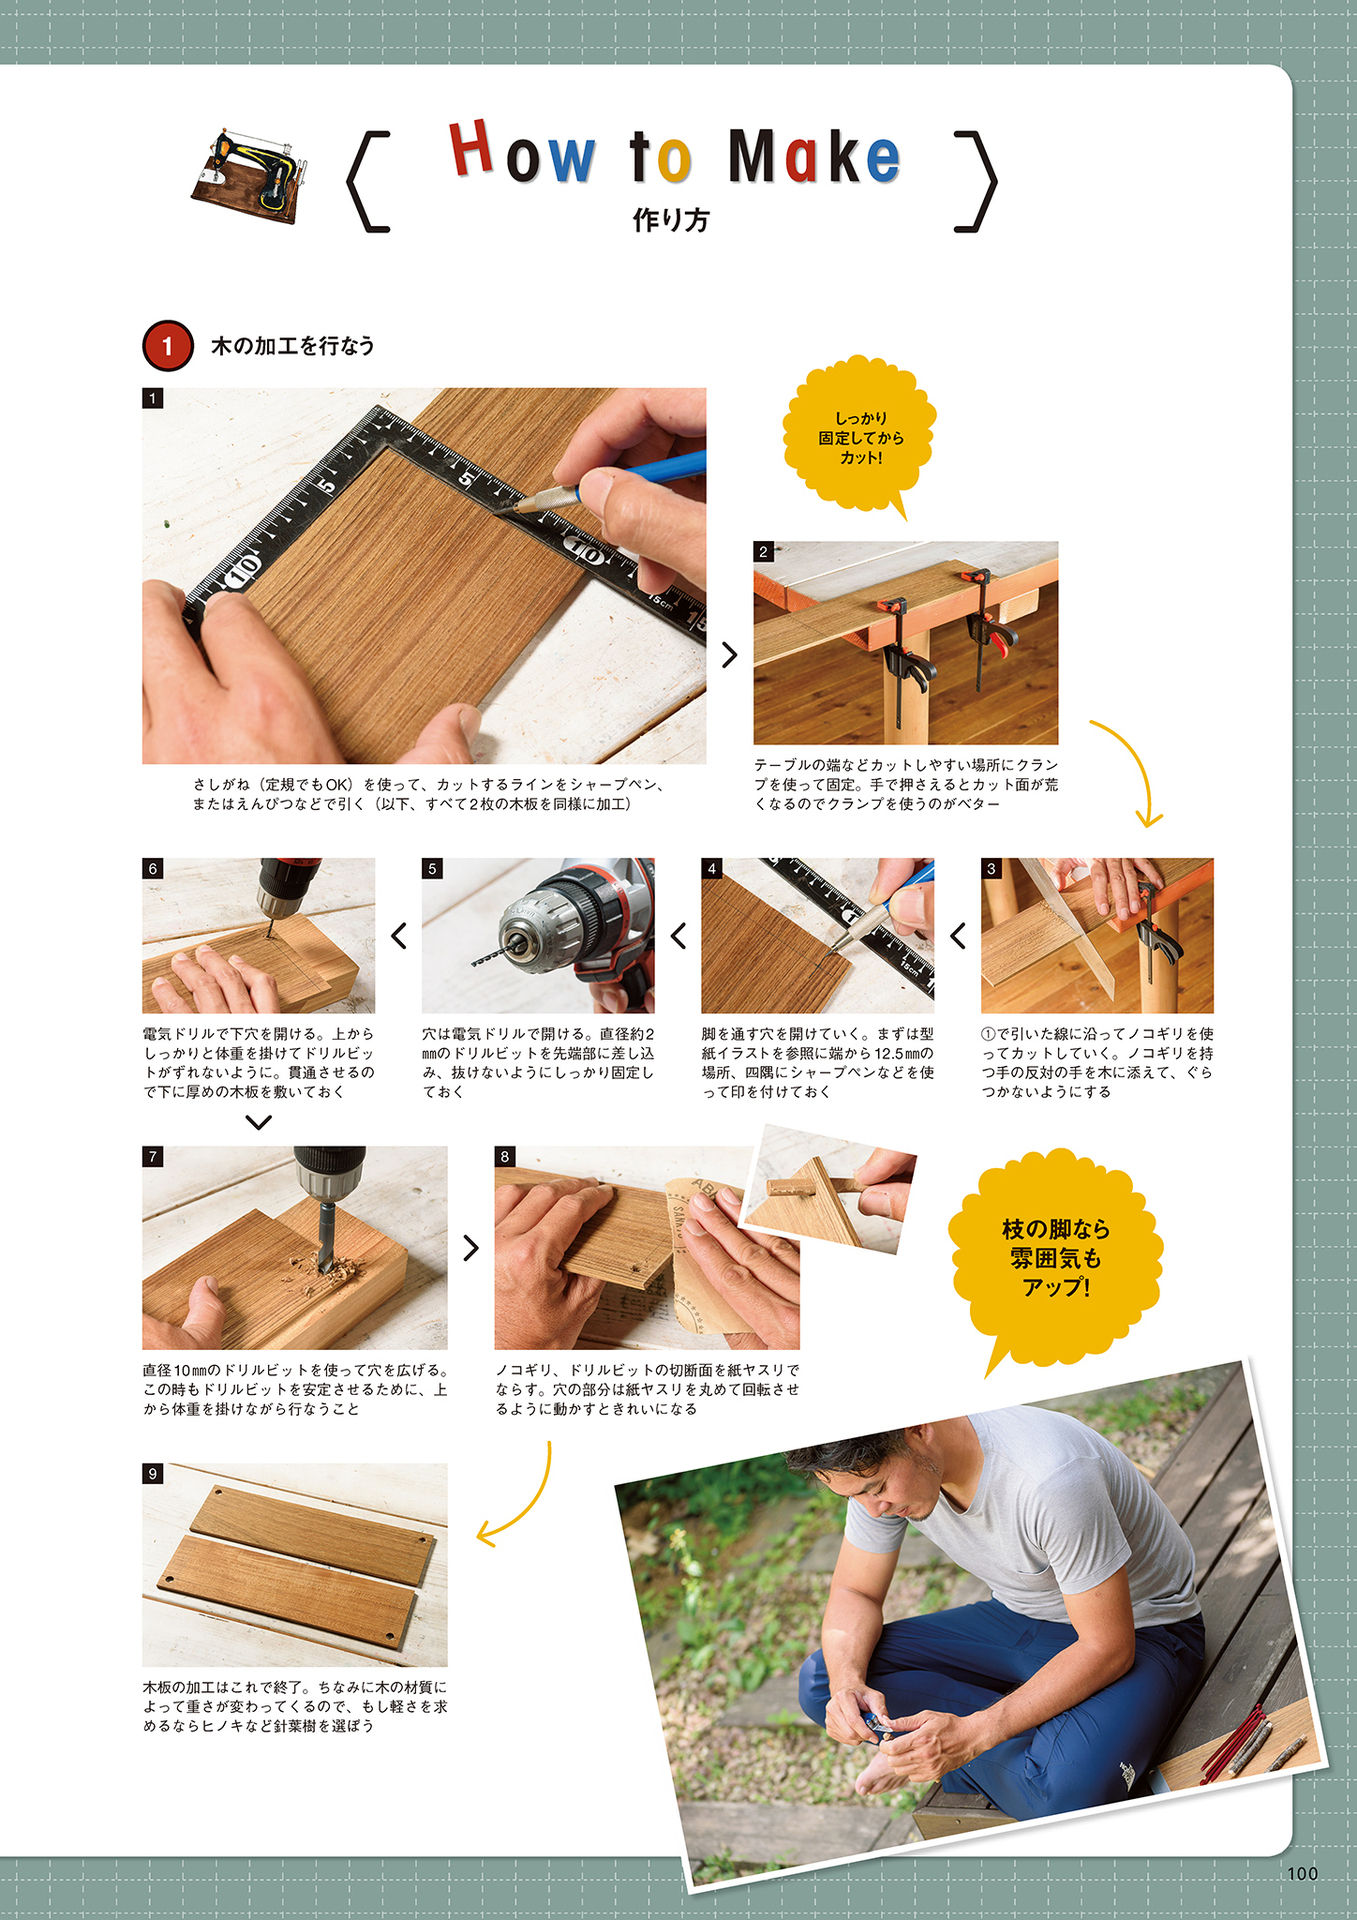 How to Make
作り方
1 木の加工を行なう
1
さしがね（定規でもOK）を使って、カットするラインをシャープペン、
またはえんぴつなどで引く（以下、すべて2枚の木板を同様に加工）
しっかり
固定してから
カット！
2
テーブルの端などカットしやすい場所にクラン
プを使って固定。手で押さえるとカット面が荒
くなるのでクランプを使うのがベター
3
①で引いた線に沿ってノコギリを使
ってカットしていく。ノコギリを持
つ手の反対の手を木に添えて、ぐら
つかないようにする
4
脚を通す穴を開けていく。まずは型
紙イラストを参照に端から12.5㎜の
場所、四隅にシャープペンなどを使
って印を付けておく
5
穴は電気ドリルで開ける。直径約2
㎜のドリルビットを先端部に差し込
み、抜けないようにしっかり固定し
ておく
6
電気ドリルで下穴を開ける。上から
しっかりと体重を掛けてドリルビッ
トがずれないように。貫通させるの
で下に厚めの木板を敷いておく
7
直径10㎜のドリルビットを使って穴を広げる。
この時もドリルビットを安定させるために、上
から体重を掛けながら行なうこと
8
ノコギリ、ドリルビットの切断面を紙ヤスリで
ならす。穴の部分は紙ヤスリを丸めて回転させ
るように動かすときれいになる
枝の脚なら
雰囲気も
アップ！
9
木板の加工はこれで終了。ちなみに木の材質に
よって重さが変わってくるので、もし軽さを求
めるならヒノキなど針葉樹を選ぼう
100